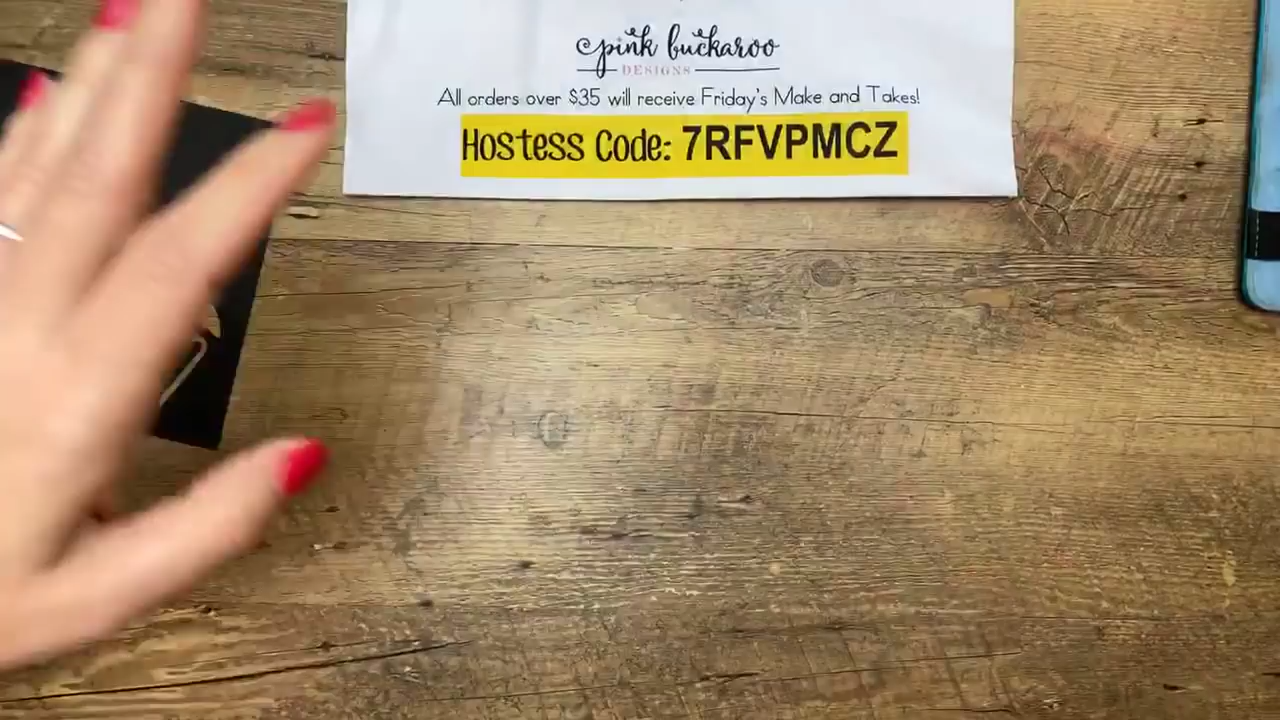 pink buckaroo
DESIGNS
All orders over $35 will receive Friday's Make and Takes!
Hostess Code: 7RFVPMCZ